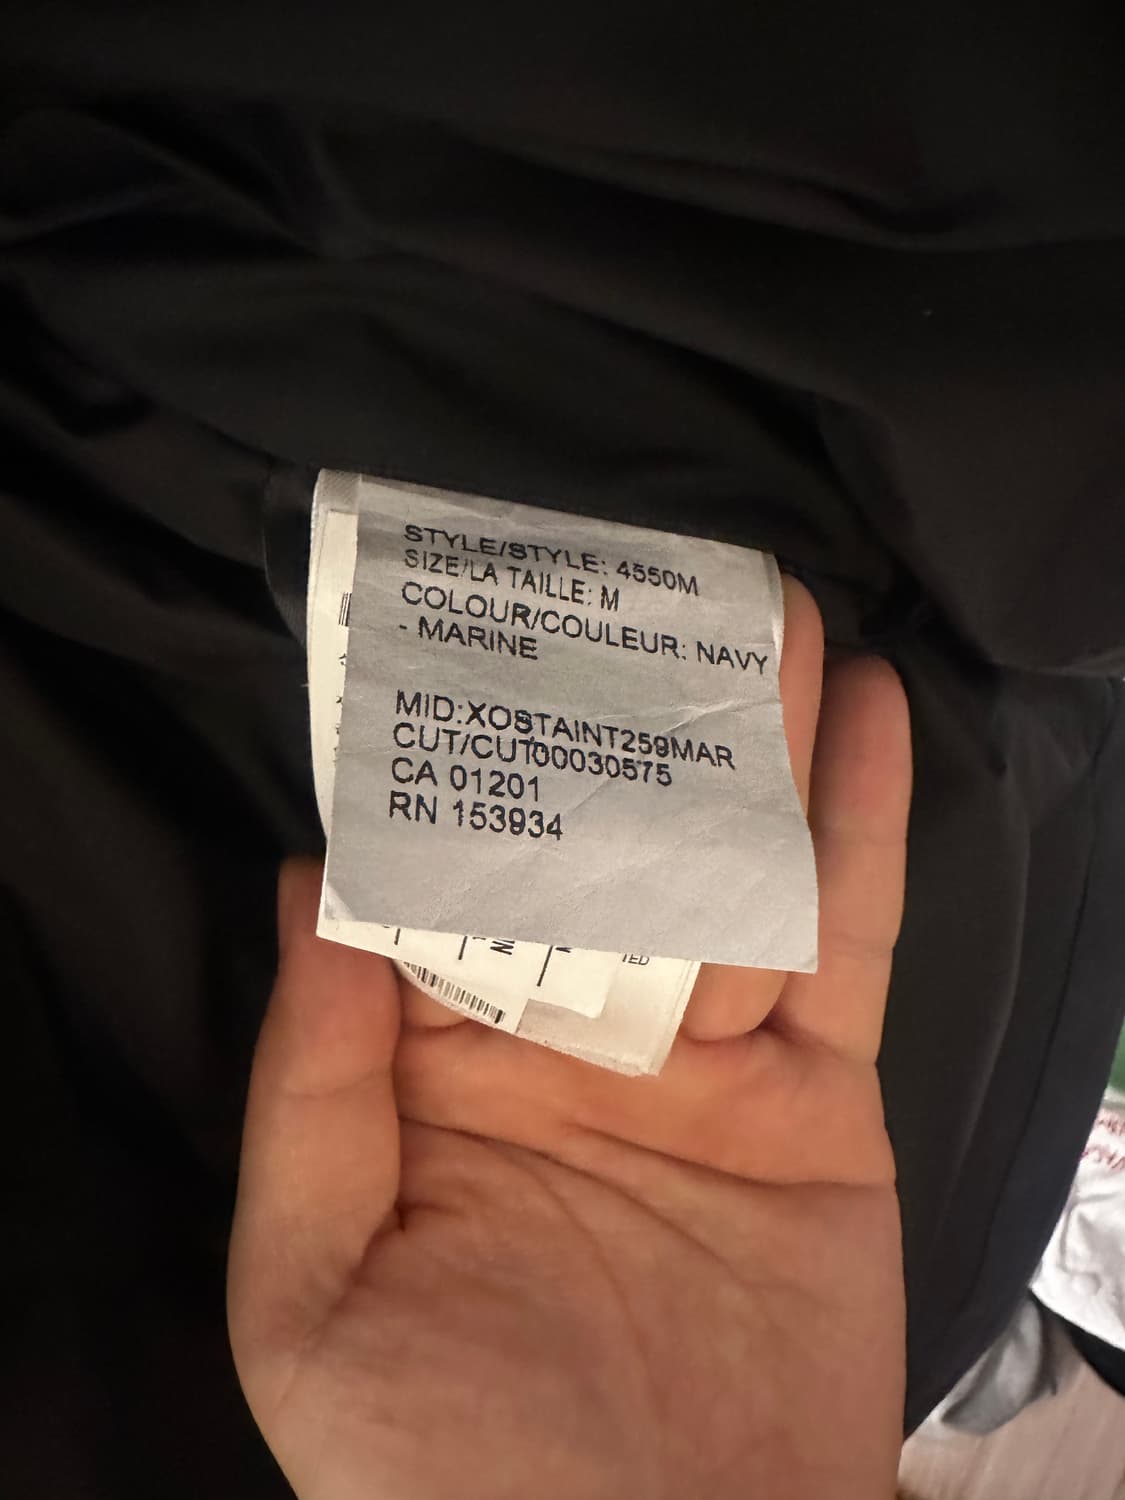 STYLE/STYLE: 4550M
SIZE/LA TAILLE: M
COLOUR/COULEUR: NAVY
- MARINE
MID:XOSTAINT259MAR
CUT/CUT00030575
CA 01201
RN 153934